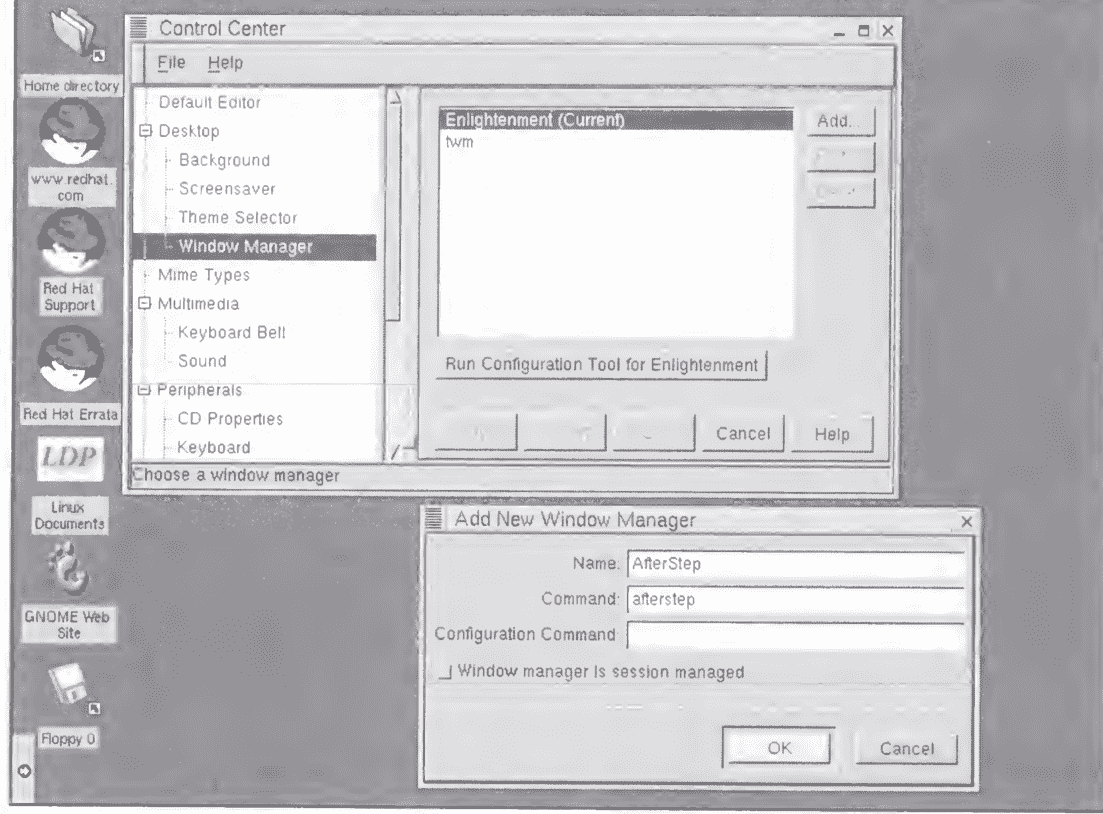 Control Center
File Help
Home directory
www.redhat.
com
Red Hat
Support
Red Hat Errata
LDP
Linux
Documents
GNOME Web
Site
Floppy 0
Default Editor
Desktop
Background
Screensaver
Theme Selector
Window Manager
Mime Types
Multimedia
Keyboard Bell
Sound
Peripherals
CD Properties
Keyboard
Enlightenment (Current)
twm
Add...
Run Configuration Tool for Enlightenment
Cancel Help
Choose a window manager
Add New Window Manager
Name: AfterStep
Command: afterstep
Configuration Command
Window manager is session managed
OK Cancel